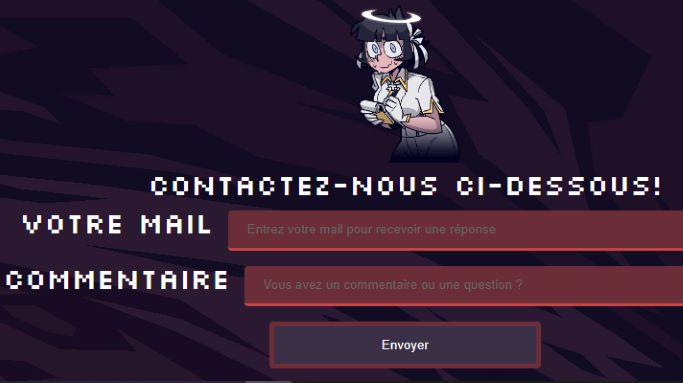 CONTACTEZ-NOUS CI-DESSOUS!
VOTRE MAIL Entrez votre mail pour recevoir une réponse
COMMENTAIRE Vous avez un commentaire ou une question ?
Envoyer